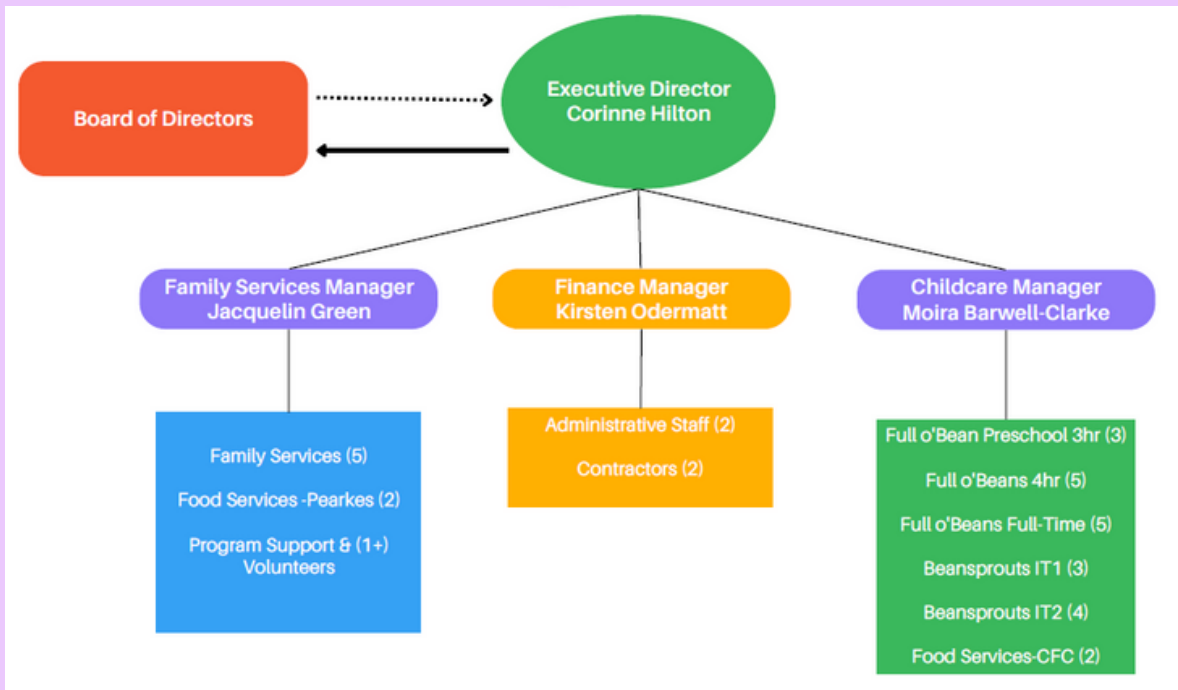 Board of Directors
Executive Director
Corinne Hilton
Family Services Manager
Jacquelin Green
Finance Manager
Kirsten Odermatt
Childcare Manager
Moira Barwell-Clarke
Family Services (5)
Food Services -Pearkes (2)
Program Support & (1+)
Volunteers
Administrative Staff (2)
Contractors (2)
Full o'Bean Preschool 3hr (3)
Full o'Beans 4hr (5)
Full o'Beans Full-Time (5)
Beansprouts IT1 (3)
Beansprouts IT2 (4)
Food Services-CFC (2)